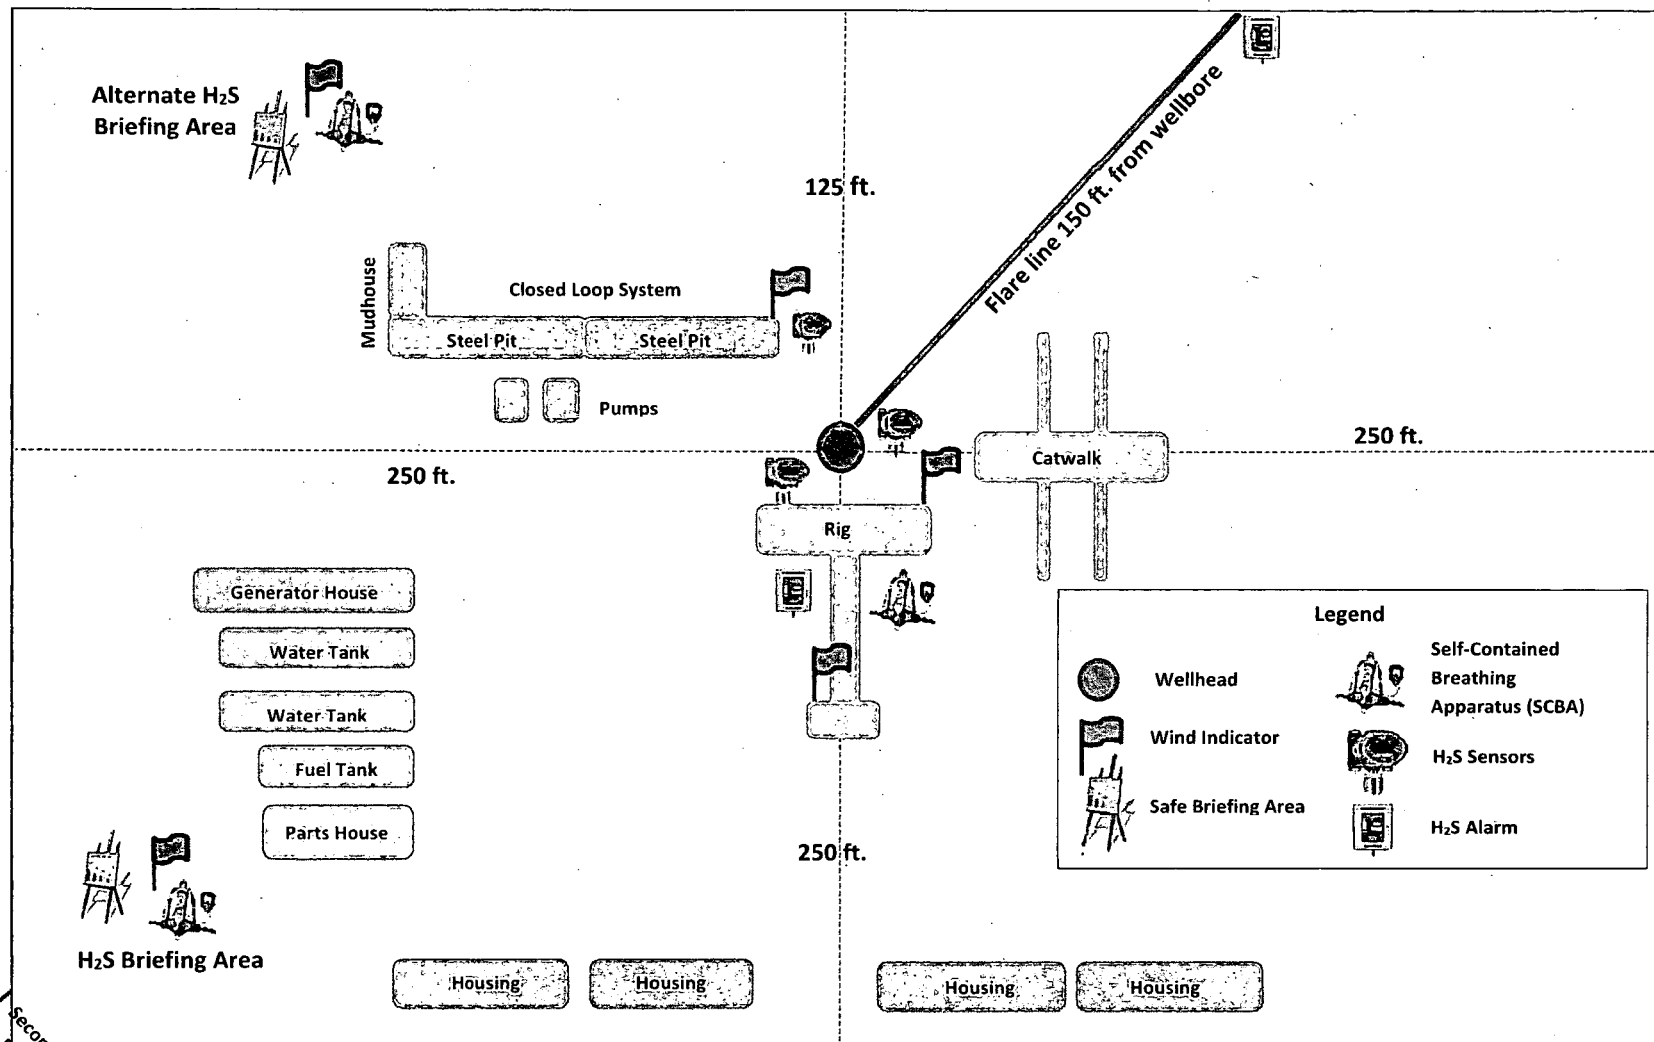 Alternate H₂S
Briefing Area
125 ft.
Flare line 150 ft. from wellbore
Mudhouse
Closed Loop System
Steel Pit
Steel Pit
Pumps
250 ft.
250 ft.
Catwalk
Rig
Generator House
Water Tank
Water Tank
Fuel Tank
Parts House
H₂S Briefing Area
250 ft.
Housing
Housing
Housing
Housing
Legend
Wellhead
Wind Indicator
Safe Briefing Area
Self-Contained
Breathing
Apparatus (SCBA)
H₂S Sensors
H₂S Alarm